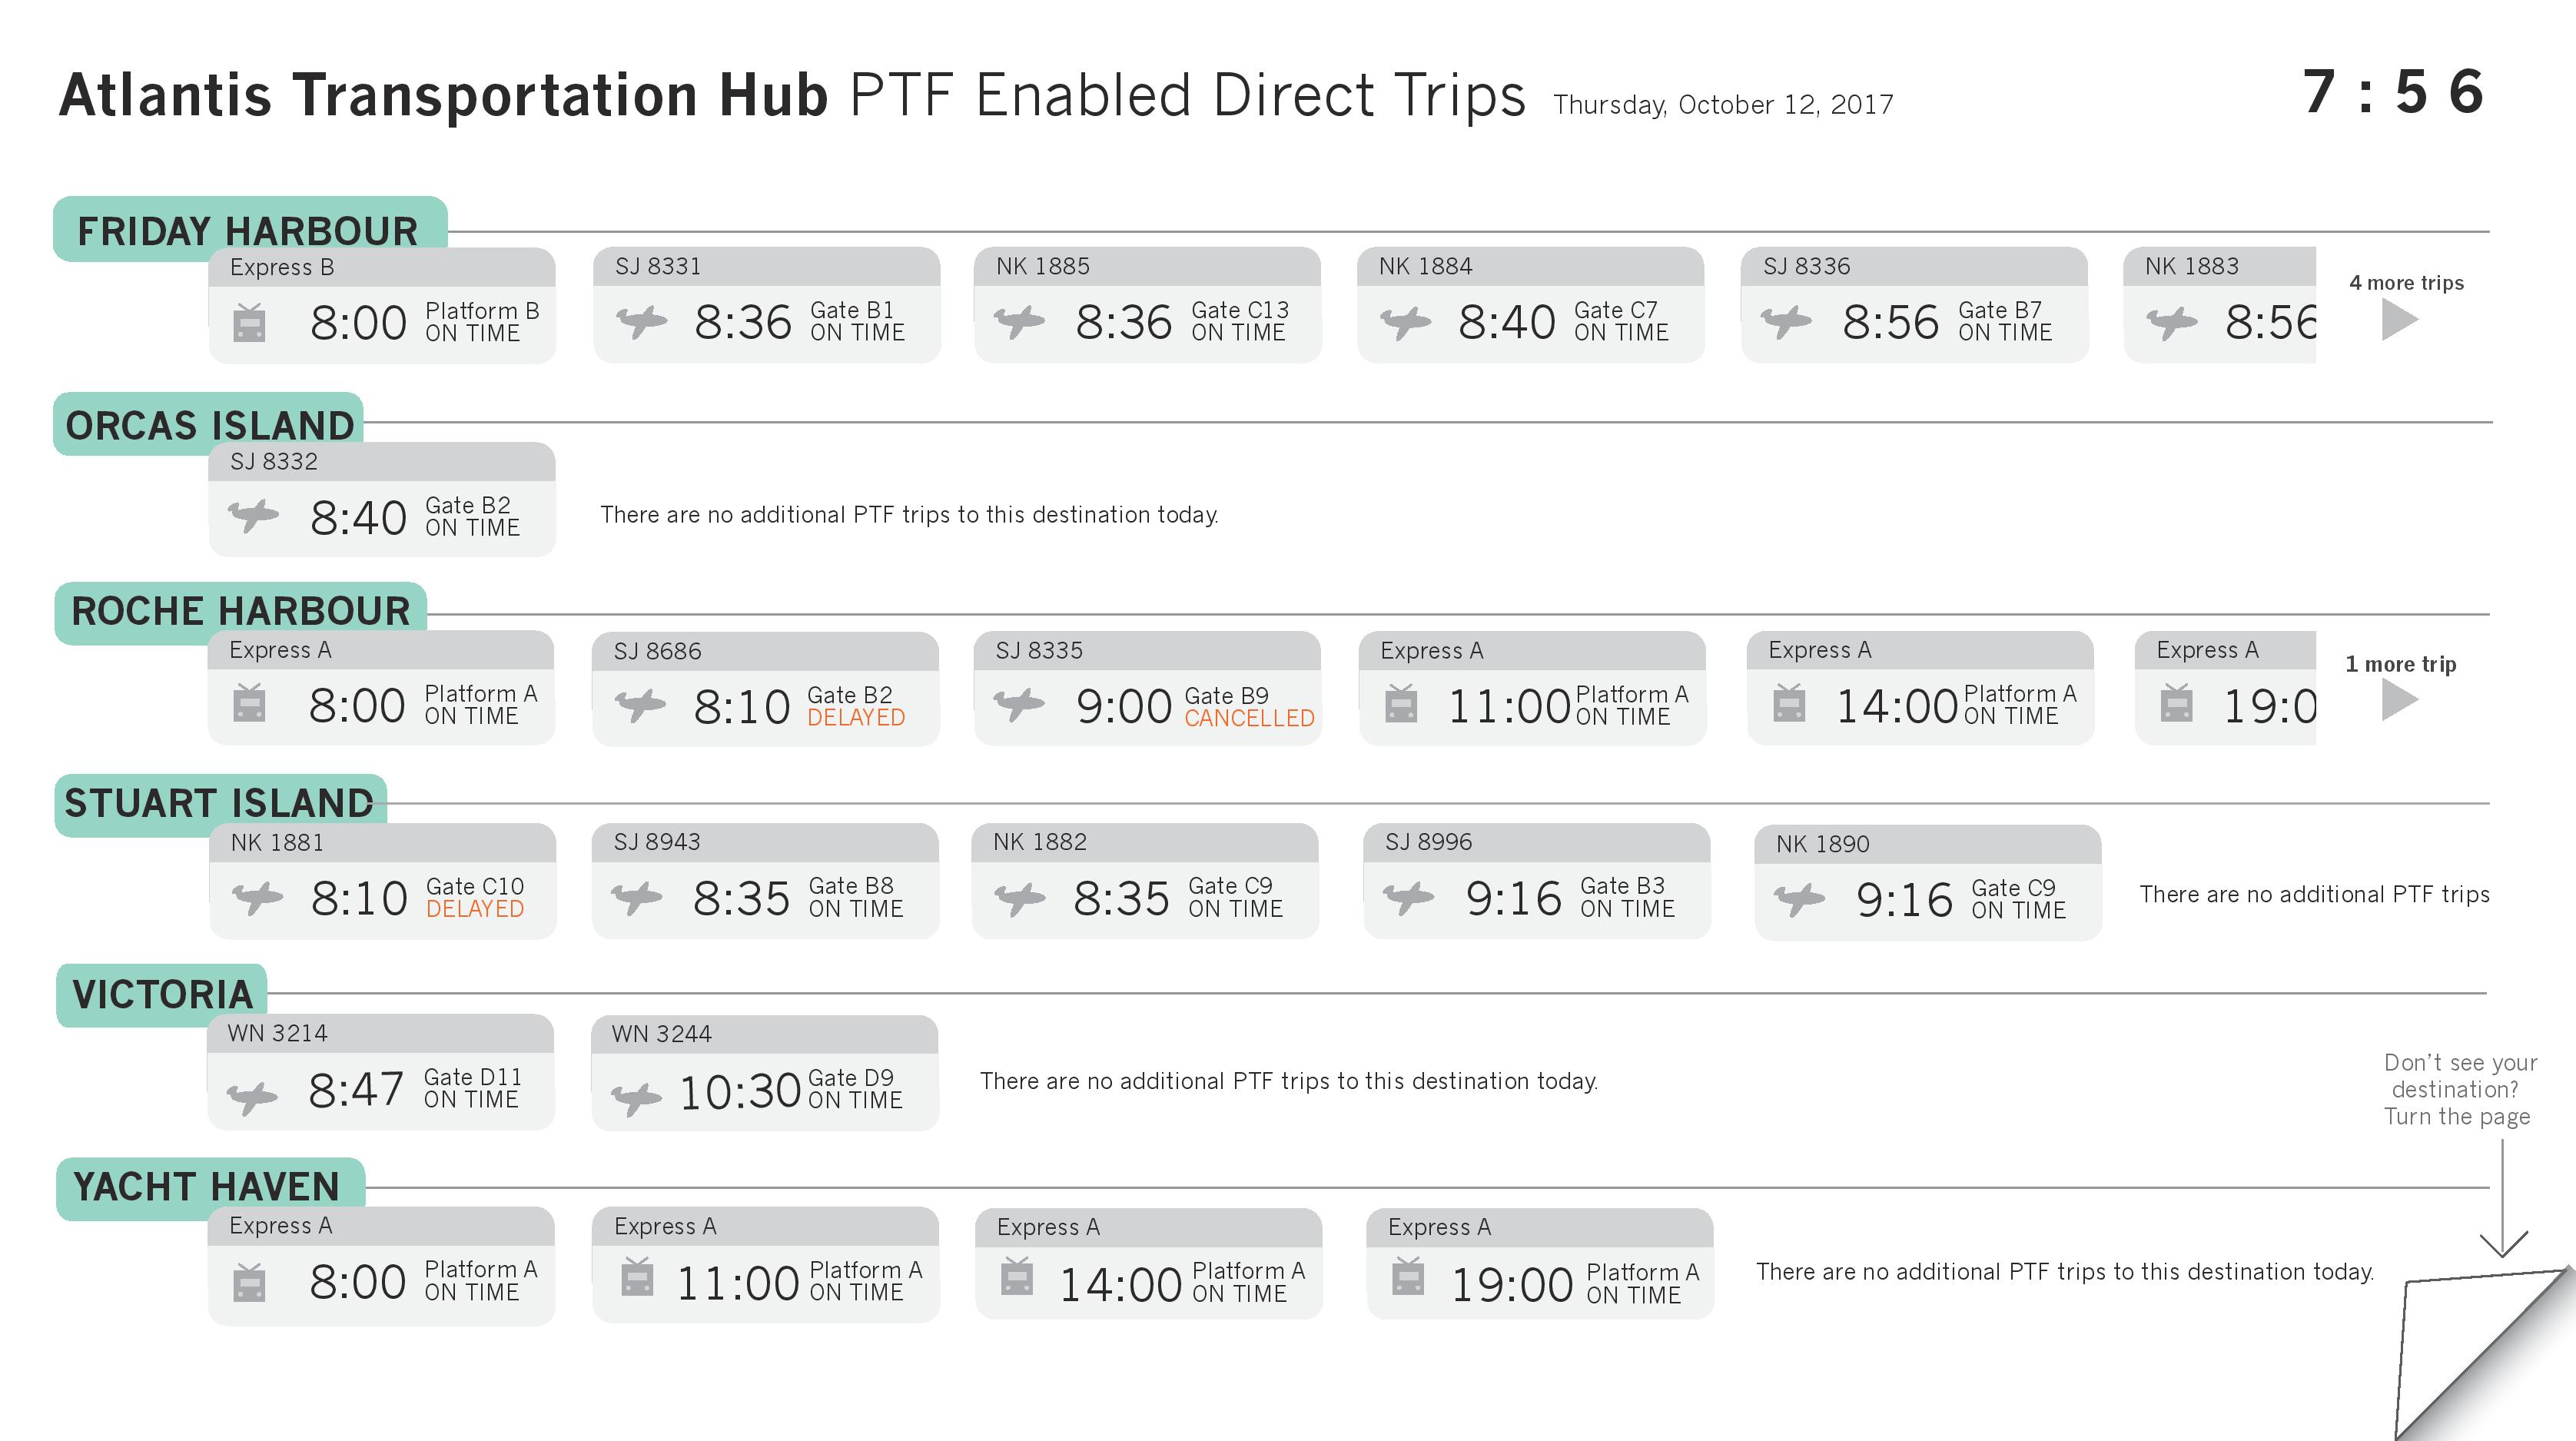 Atlantis Transportation Hub PTF Enabled Direct Trips Thursday, October 12, 2017 7:56
FRIDAY HARBOUR
Express B
8:00 Platform B
ON TIME
SJ 8331
8:36 Gate B1
ON TIME
NK 1885
8:36 Gate C13
ON TIME
NK 1884
8:40 Gate C7
ON TIME
SJ 8336
8:56 Gate B7
ON TIME
NK 1883
8:56
4 more trips
ORCAS ISLAND
SJ 8332
8:40 Gate B2
ON TIME
There are no additional PTF trips to this destination today.
ROCHE HARBOUR
Express A
8:00 Platform A
ON TIME
SJ 8686
8:10 Gate B2
DELAYED
SJ 8335
9:00 Gate B9
CANCELLED
Express A
11:00 Platform A
ON TIME
Express A
14:00 Platform A
ON TIME
Express A
19:0
1 more trip
STUART ISLAND
NK 1881
8:10 Gate C10
DELAYED
SJ 8943
8:35 Gate B8
ON TIME
NK 1882
8:35 Gate C9
ON TIME
SJ 8996
9:16 Gate B3
ON TIME
NK 1890
9:16 Gate C9
ON TIME
There are no additional PTF trips
VICTORIA
WN 3214
8:47 Gate D11
ON TIME
WN 3244
10:30 Gate D9
ON TIME
There are no additional PTF trips to this destination today.
Don't see your
destination?
Turn the page
YACHT HAVEN
Express A
8:00 Platform A
ON TIME
Express A
11:00 Platform A
ON TIME
Express A
14:00 Platform A
ON TIME
Express A
19:00 Platform A
ON TIME
There are no additional PTF trips to this destination today.